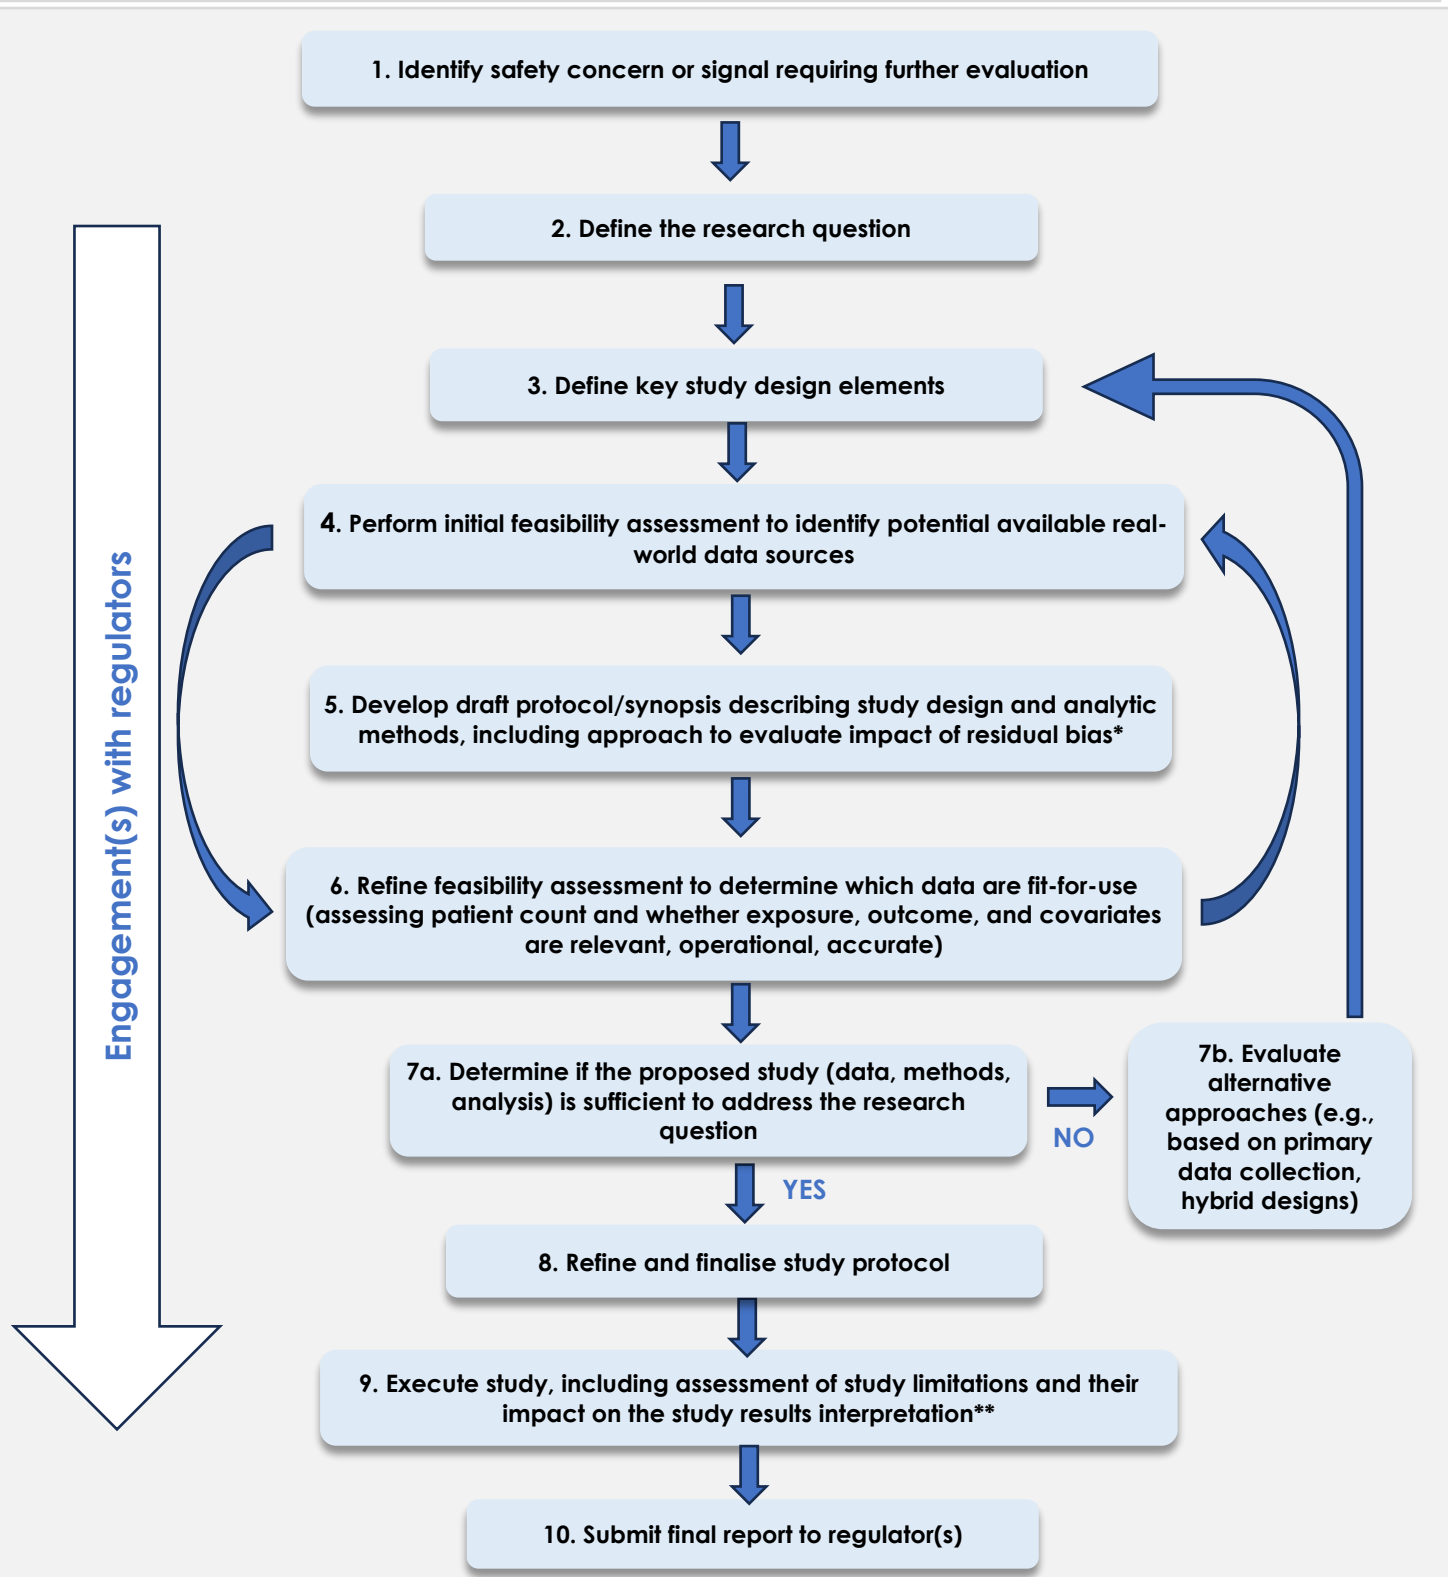 1. Identify safety concern or signal requiring further evaluation
2. Define the research question
3. Define key study design elements
4. Perform initial feasibility assessment to identify potential available real-
world data sources
5. Develop draft protocol/synopsis describing study design and analytic
methods, including approach to evaluate impact of residual bias*
6. Refine feasibility assessment to determine which data are fit-for-use
(assessing patient count and whether exposure, outcome, and covariates
are relevant, operational, accurate)
7a. Determine if the proposed study (data, methods,
analysis) is sufficient to address the research
question
NO
7b. Evaluate
alternative
approaches (e.g.,
based on primary
data collection,
hybrid designs)
YES
8. Refine and finalise study protocol
9. Execute study, including assessment of study limitations and their
impact on the study results interpretation**
10. Submit final report to regulator(s)
Engagement(s) with regulators